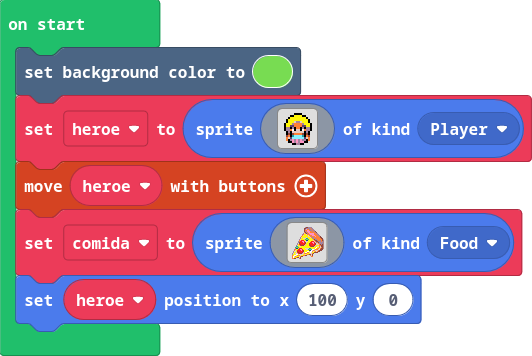 on start
set background color to
set heroe to sprite of kind Player
move heroe with buttons
set comida to sprite of kind Food
set heroe position to x 100 y 0